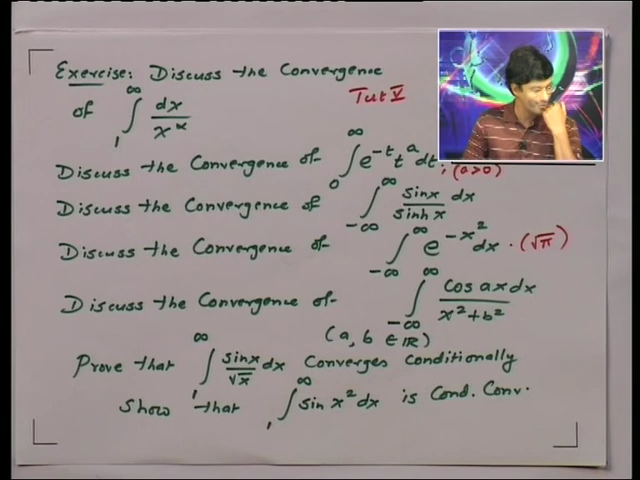 Exercise: Discuss the Convergence
of ∫₁^∞ dx/x^α Tut V
Discuss the Convergence of ∫₀^∞ e^{-t} t^a dt, (a>0)
Discuss the Convergence of ∫_{-∞}^∞ sinx/sinhx dx
Discuss the Convergence of ∫_{-∞}^∞ e^{-x²} dx · (√π)
Discuss the Convergence of ∫_{-∞}^∞ cos ax dx/x²+b²
(a, b ∈ ℝ)
Prove that ∫₁^∞ sinx/√x dx Converges conditionally
Show that ∫₁^∞ sin x² dx is Cond. Conv.